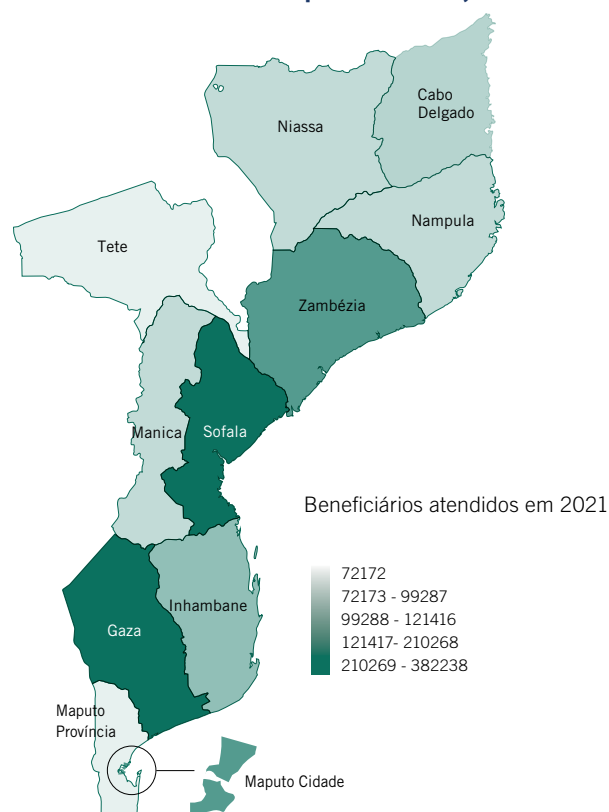 Cabo
Delgado
Niassa
Nampula
Tete
Zambézia
Manica
Sofala
Beneficiários atendidos em 2021
72172
72173 - 99287
99288 - 121416
121417- 210268
210269 - 382238
Inhambane
Gaza
Maputo
Província
Maputo Cidade